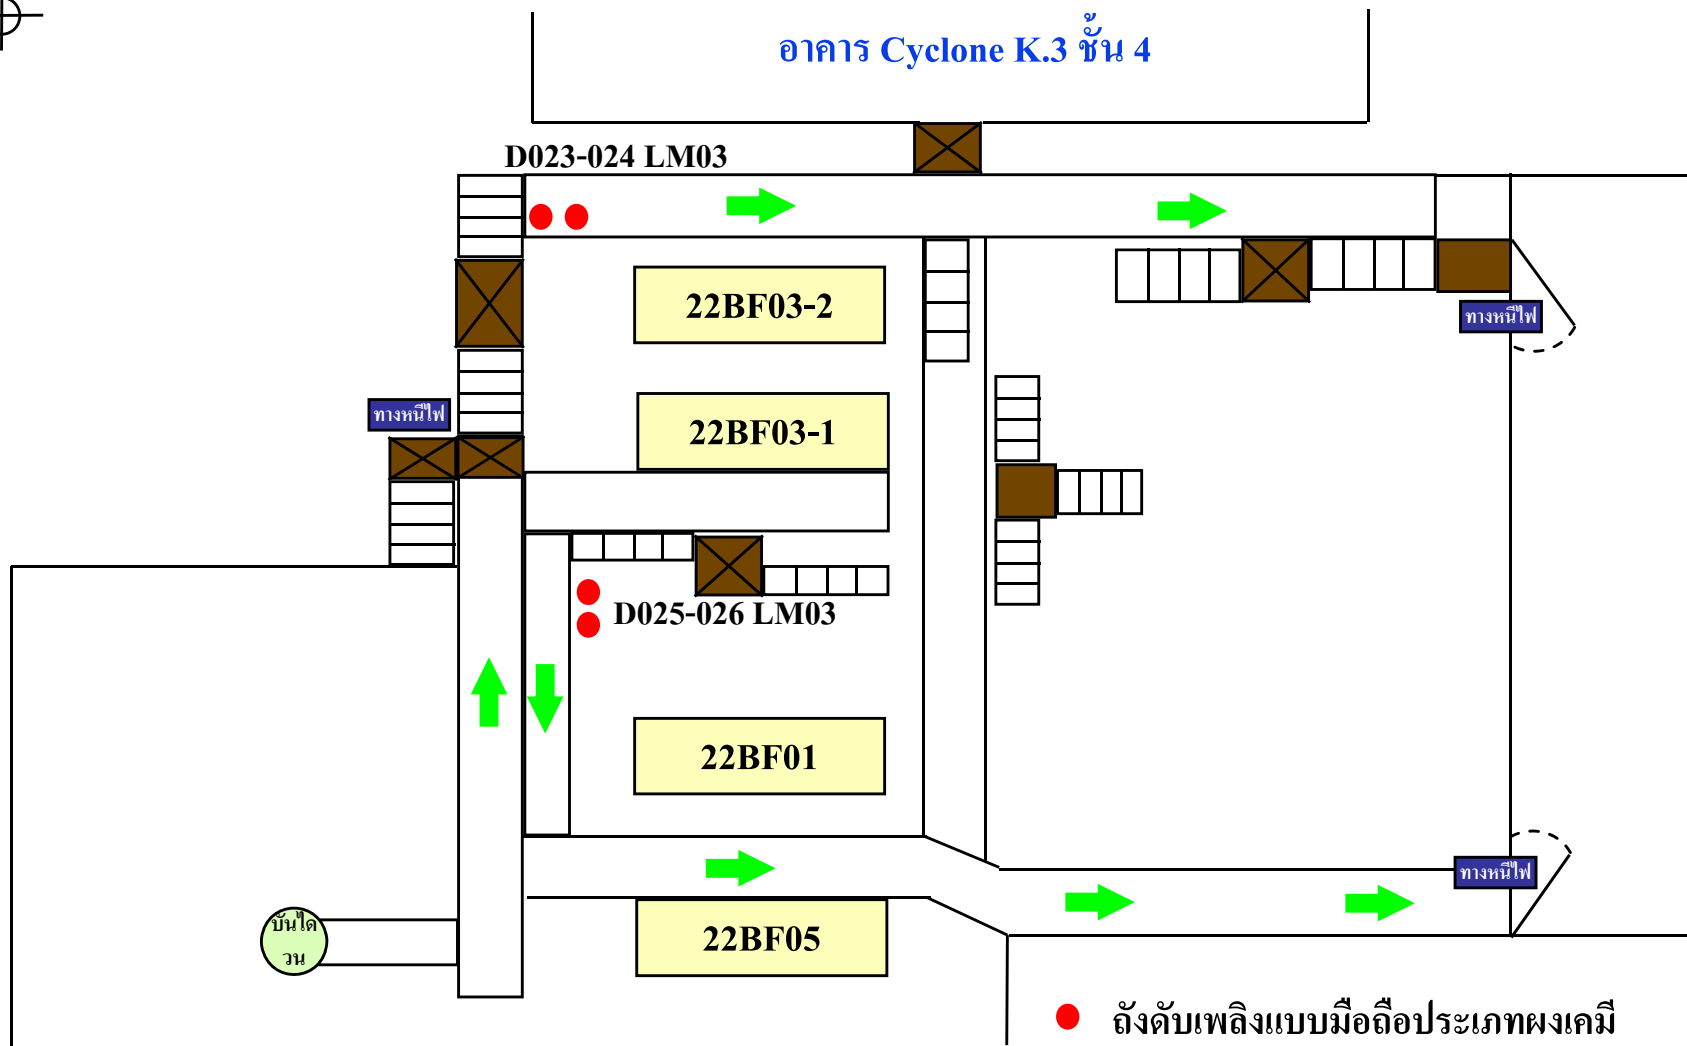 อาคาร Cyclone K.3 ชั้น 4
D023-024 LM03
22BF03-2
ทางหนีไฟ
ทางหนีไฟ
22BF03-1
D025-026 LM03
22BF01
ทางหนีไฟ
บันได
วน
22BF05
ถังดับเพลิงแบบมือถือประเภทผงเคมี